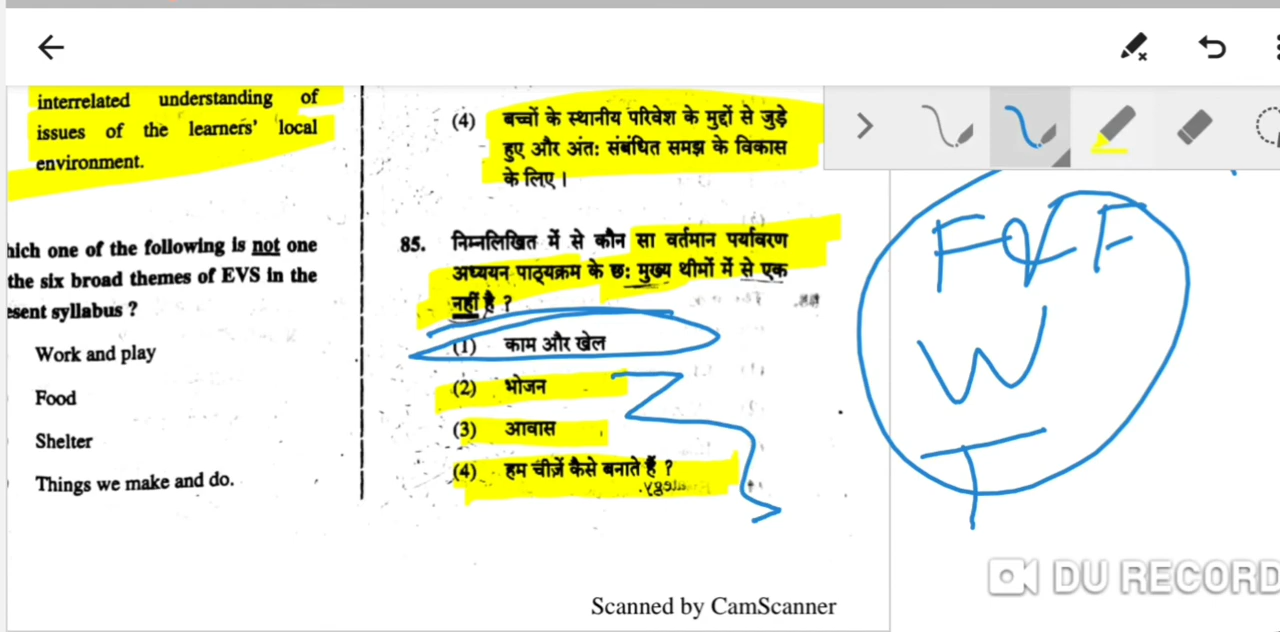 interrelated understanding of
issues of the learners' local
environment.
hich one of the following is not one
the six broad themes of EVS in the
esent syllabus ?
Work and play
Food
Shelter
Things we make and do.
(4) बच्चों के स्थानीय परिवेश के मुद्दों से जुड़े
हुए और अंत: संबंधित समझ के विकास
के लिए ।
85. निम्नलिखित में से कौन सा वर्तमान पर्यावरण
अध्ययन पाठ्यक्रम के छ: मुख्य थीमों में से एक
नहीं है ?
(1) काम और खेल
(2) भोजन
(3) आवास
(4) हम चीज़ें कैसे बनाते हैं ?
Scanned by CamScanner
F & F
W
T
DU RECORD